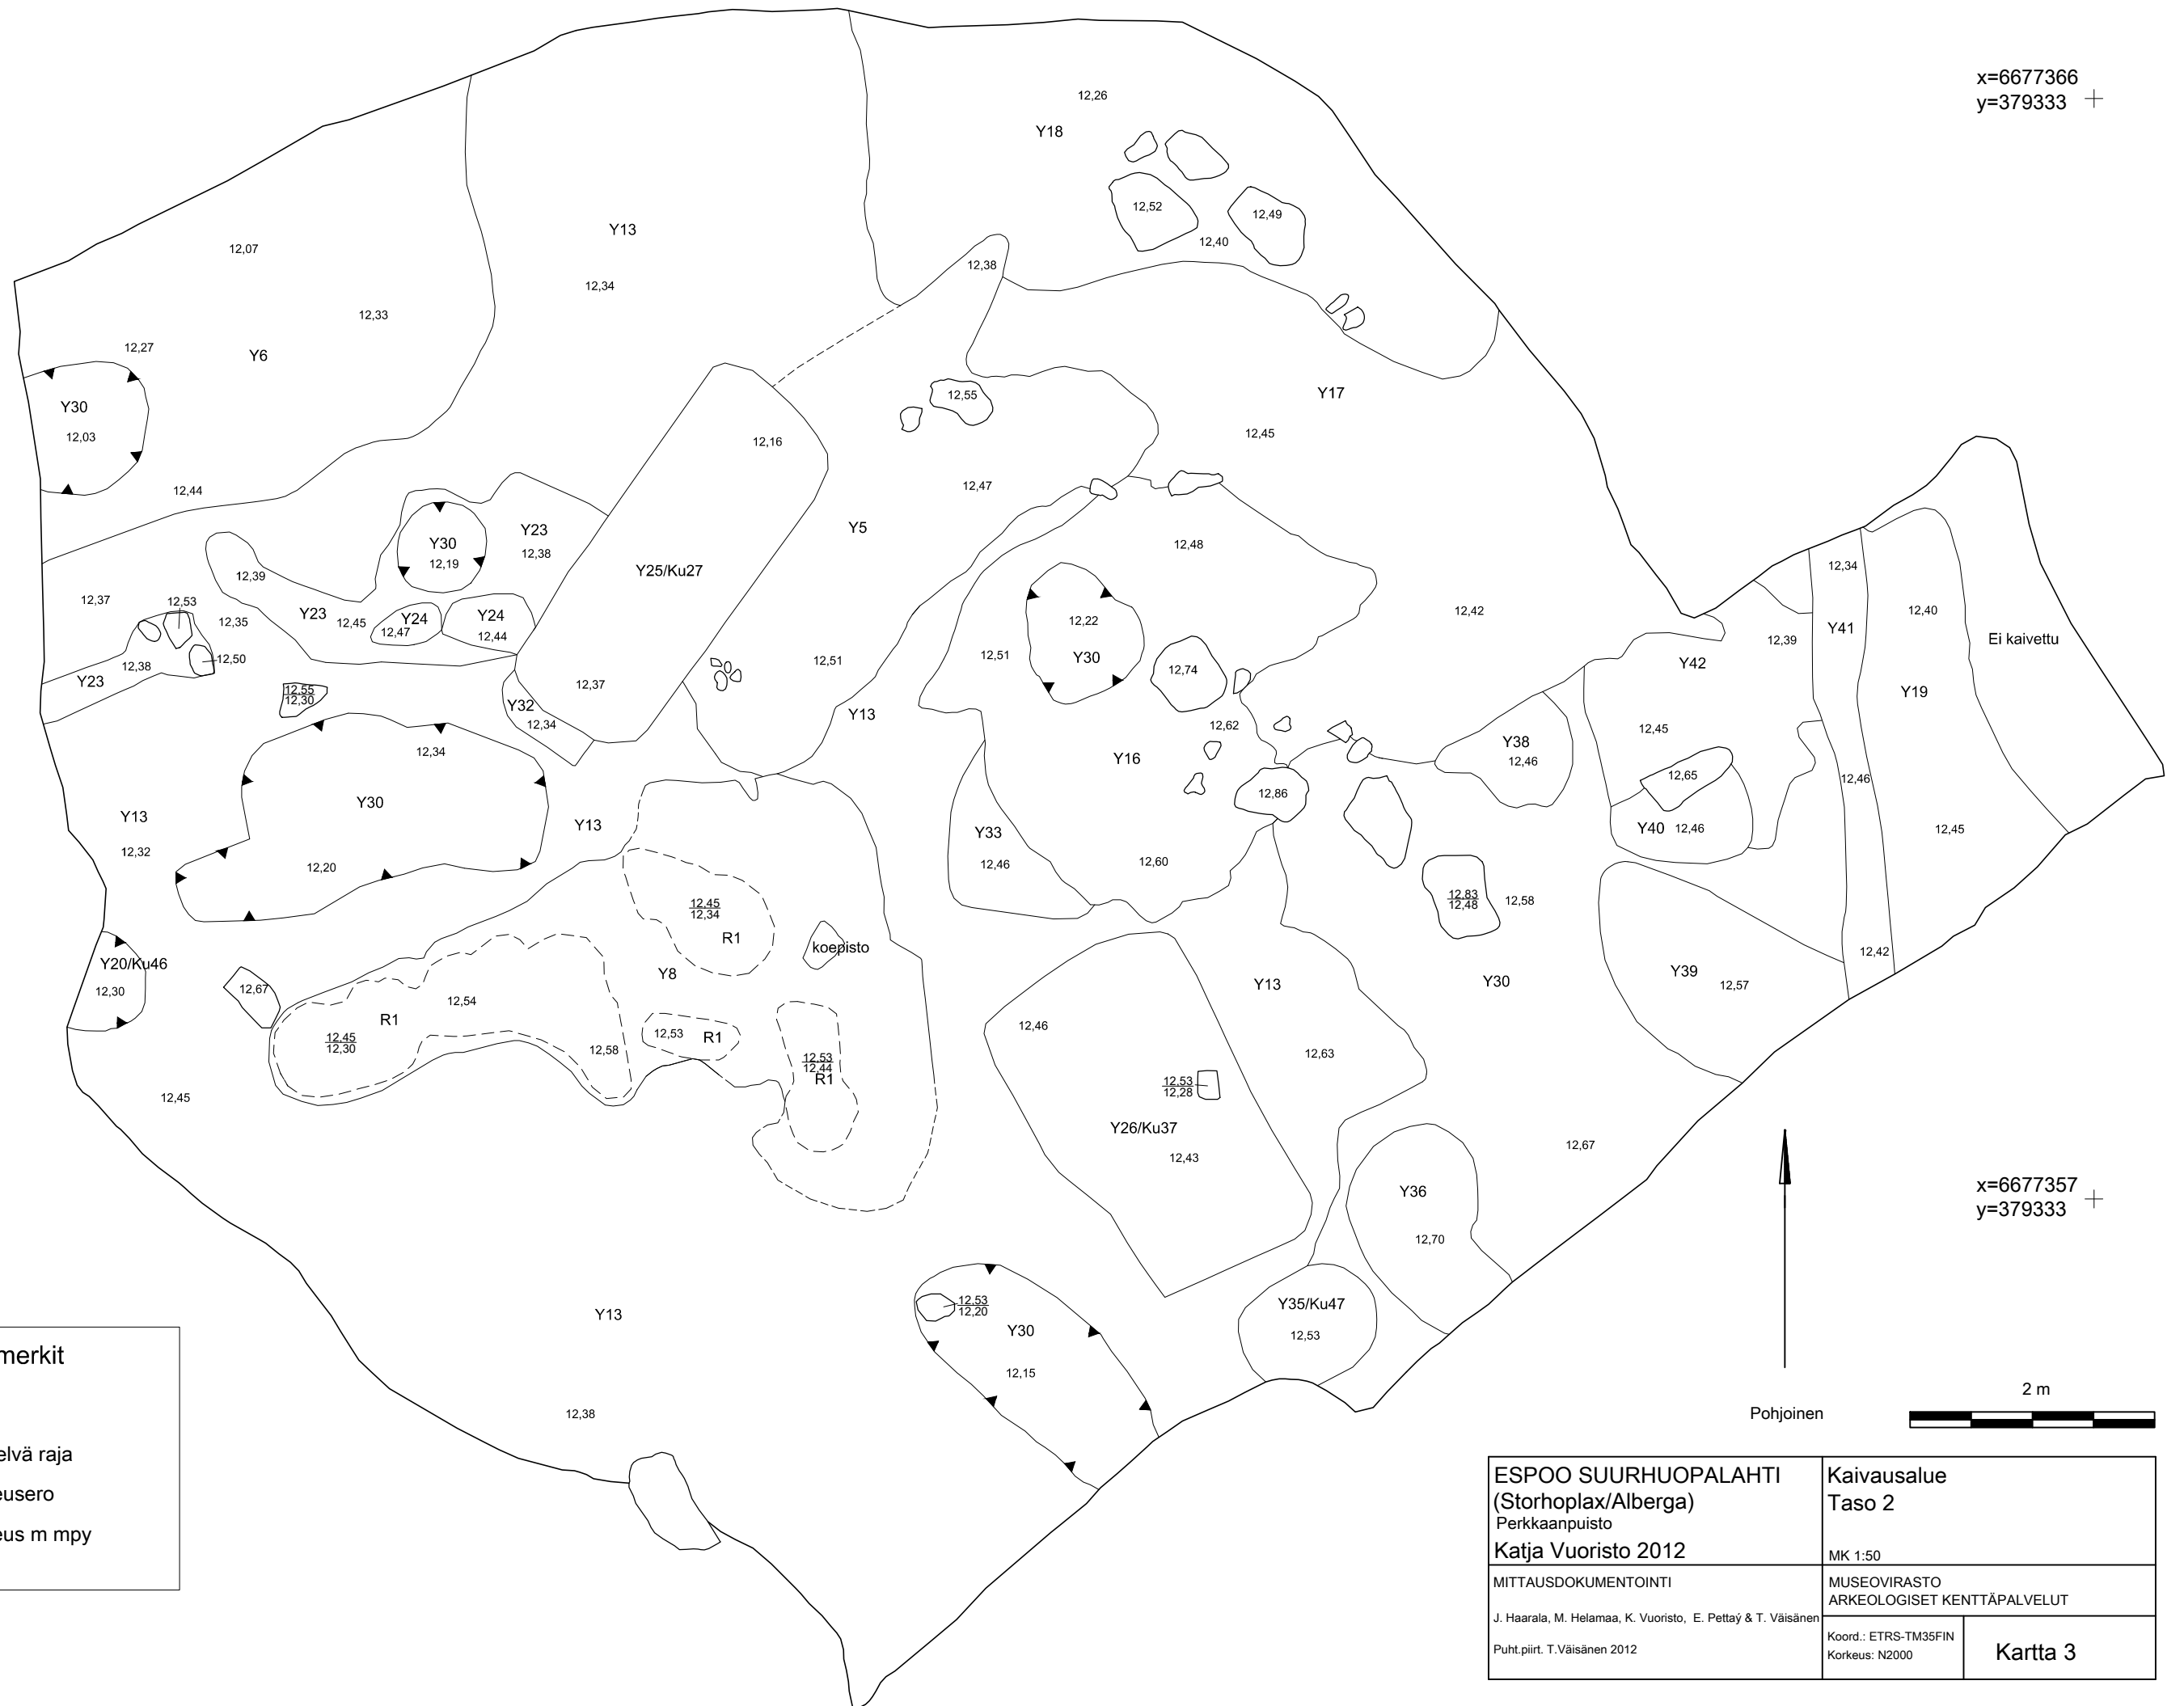 x=6677366
y=379333
12,26
Y18
12,52
12,49
12,40
12,38
Y13
12,34
12,07
12,33
12,27
Y6
Y30
12,03
12,44
12,55
Y17
12,45
12,16
12,47
Y5
Y23
12,38
Y30
12,19
Y25/Ku27
12,39
12,37
12,53
12,35
Y23
12,45
Y24
12,47
Y24
12,44
12,50
12,38
Y23
12,55
12,30
Y32
12,34
12,37
12,51
Y13
12,48
12,22
Y30
12,51
12,74
12,62
Y16
12,42
12,34
Y41
12,40
Ei kaivettu
12,39
Y42
Y19
12,45
Y38
12,46
12,65
12,46
Y40
12,46
12,45
12,86
Y33
12,46
12,60
12,34
Y30
12,20
Y13
12,32
Y13
12,45
12,34
R1
koepisto
Y8
12,83
12,48
12,58
Y20/Ku46
12,30
12,67
12,54
R1
12,45
12,30
12,58
12,53
R1
12,53
12,44
R1
12,45
Y13
Y30
Y39
12,57
12,42
12,46
12,63
12,53
12,28
Y26/Ku37
12,43
12,67
Y36
12,70
x=6677357
y=379333
Y13
12,53
12,20
Y30
12,15
Y35/Ku47
12,53
12,38
merkit
elvä raja
eusero
eus m mpy
2 m
Pohjoinen
ESPOO SUURHUOPALAHTI
(Storhoplax/Alberga)
Perkkaanpuisto
Katja Vuoristo 2012
Kaivausalue
Taso 2
MK 1:50
MITTAUSDOKUMENTOINTI
J. Haarala, M. Helamaa, K. Vuoristo, E. Pettaý & T. Väisänen
Puht.piirt. T.Väisänen 2012
MUSEOVIRASTO
ARKEOLOGISET KENTTÄPALVELUT
Koord.: ETRS-TM35FIN
Korkeus: N2000
Kartta 3